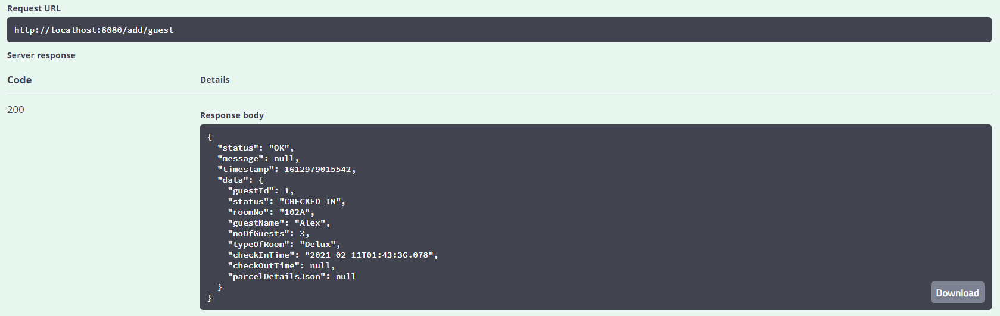 Request URL
http://localhost:8080/add/guest
Server response
Code Details
200
Response body
{
  "status": "OK",
  "message": null,
  "timestamp": 1612979015542,
  "data": {
    "guestId": 1,
    "status": "CHECKED_IN",
    "roomNo": "102A",
    "guestName": "Alex",
    "noOfGuests": 3,
    "typeOfRoom": "Delux",
    "checkInTime": "2021-02-11T01:43:36.078",
    "checkOutTime": null,
    "parcelDetailsJson": null
  }
}
Download